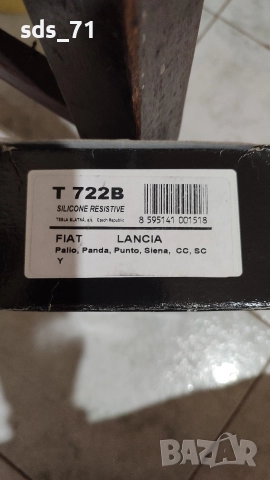 sds_71
T 722B
SILICONE RESISTIVE
TESLA BLATNÁ, a.s. Czech Republic
8 595141 001518
FIAT LANCIA
Palio, Panda, Punto, Siena, CC, SC
Y
BAZAR